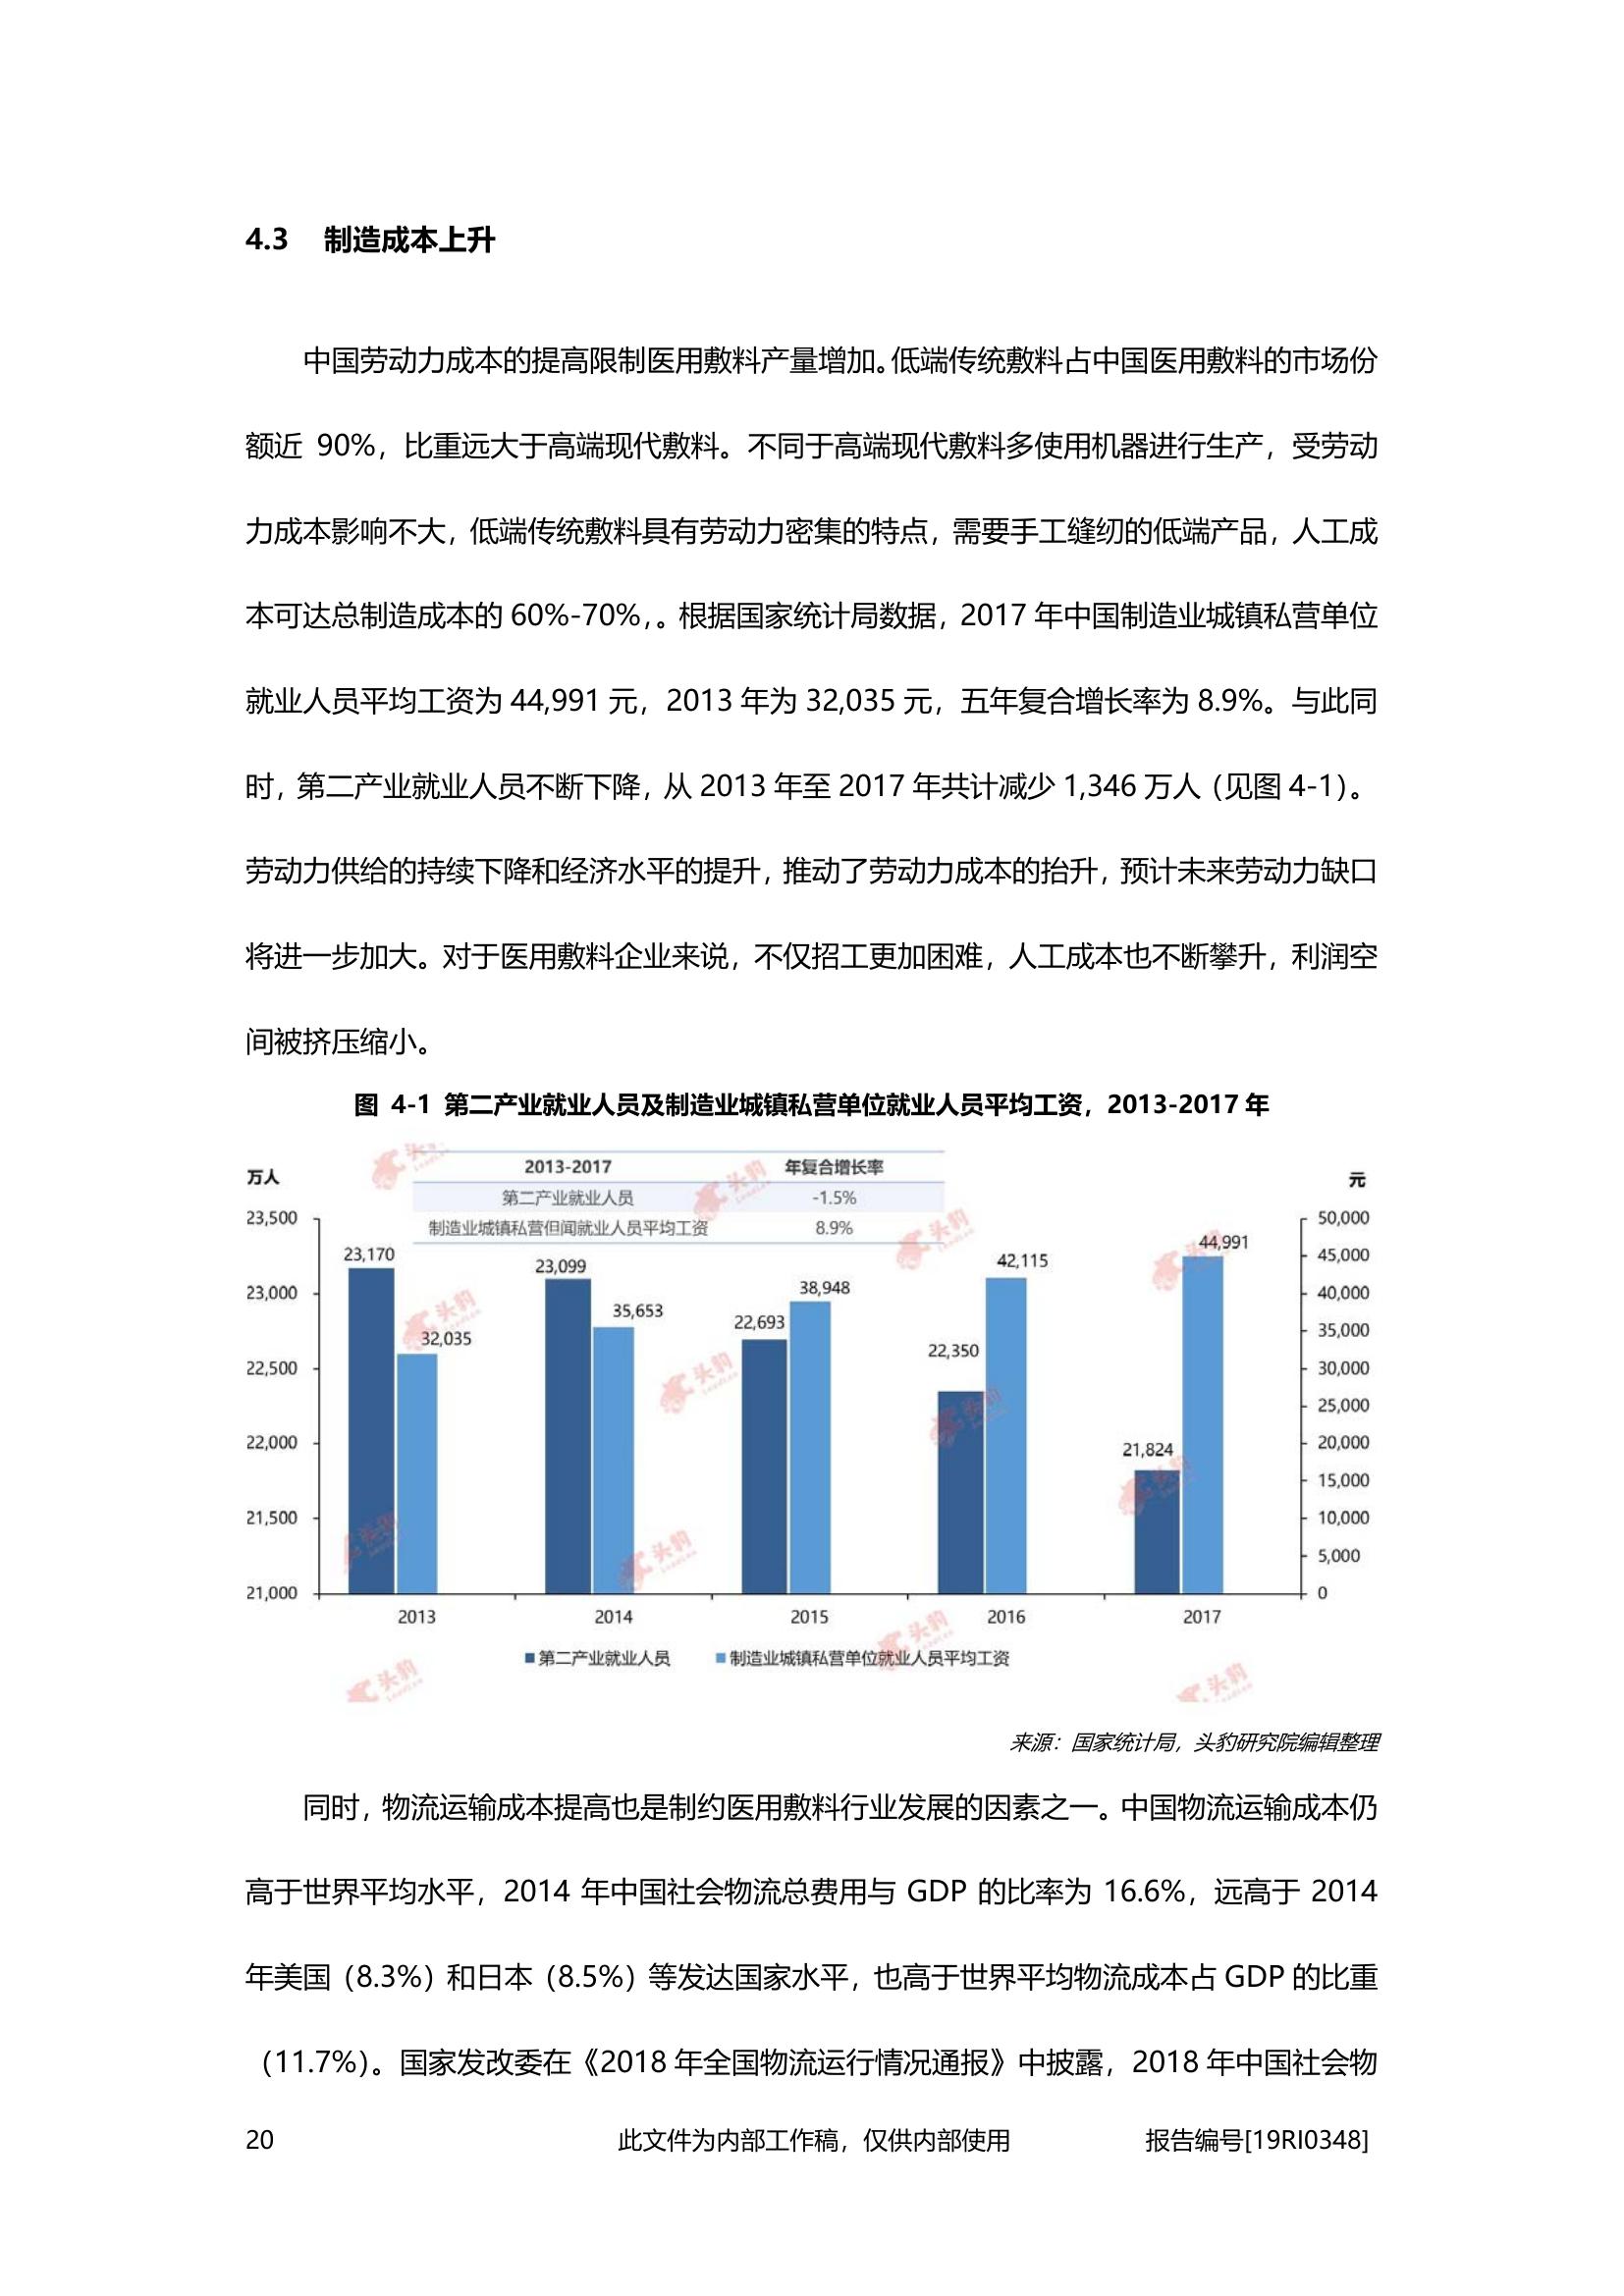 4.3 制造成本上升
中国劳动力成本的提高限制医用敷料产量增加。低端传统敷料占中国医用敷料的市场份
额近 90%，比重远大于高端现代敷料。不同于高端现代敷料多使用机器进行生产，受劳动
力成本影响不大，低端传统敷料具有劳动力密集的特点，需要手工缝纫的低端产品，人工成
本可达总制造成本的 60%-70%，。根据国家统计局数据，2017 年中国制造业城镇私营单位
就业人员平均工资为 44,991 元，2013 年为 32,035 元，五年复合增长率为 8.9%。与此同
时，第二产业就业人员不断下降，从 2013 年至 2017 年共计减少 1,346 万人（见图 4-1）。
劳动力供给的持续下降和经济水平的提升，推动了劳动力成本的抬升，预计未来劳动力缺口
将进一步加大。对于医用敷料企业来说，不仅招工更加困难，人工成本也不断攀升，利润空
间被挤压缩小。
图 4-1 第二产业就业人员及制造业城镇私营单位就业人员平均工资，2013-2017 年
2013-2017 年复合增长率
第二产业就业人员 -1.5%
制造业城镇私营但闻就业人员平均工资 8.9%
万人
23,500
23,000
22,500
22,000
21,500
21,000
元
50,000
45,000
40,000
35,000
30,000
25,000
20,000
15,000
10,000
5,000
0
23,170
32,035
23,099
35,653
22,693
38,948
22,350
42,115
21,824
44,991
2013 2014 2015 2016 2017
第二产业就业人员 制造业城镇私营单位就业人员平均工资
头豹
来源：国家统计局，头豹研究院编辑整理
同时，物流运输成本提高也是制约医用敷料行业发展的因素之一。中国物流运输成本仍
高于世界平均水平，2014 年中国社会物流总费用与 GDP 的比率为 16.6%，远高于 2014
年美国（8.3%）和日本（8.5%）等发达国家水平，也高于世界平均物流成本占 GDP 的比重
（11.7%）。国家发改委在《2018 年全国物流运行情况通报》中披露，2018 年中国社会物
20 此文件为内部工作稿，仅供内部使用 报告编号[19RI0348]